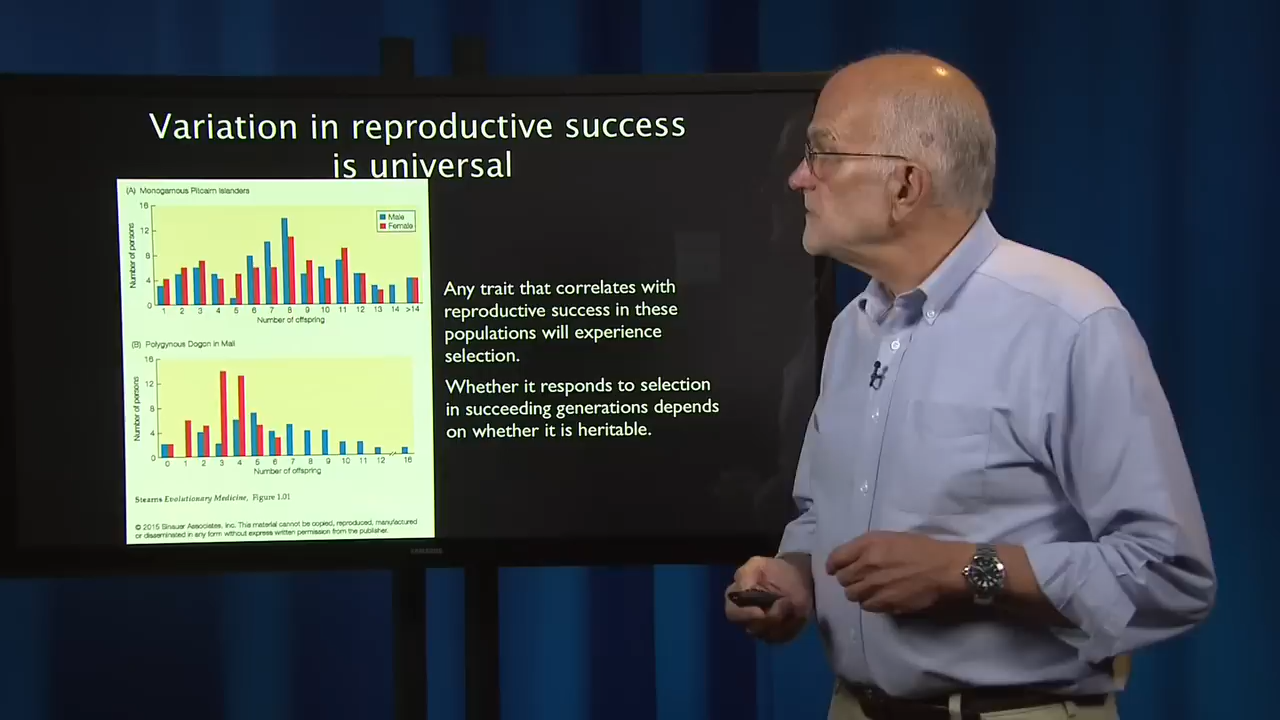 Variation in reproductive success
is universal
(A) Monogamous Pitcairn Islanders
16
12
8
4
0
Number of persons
Male
Female
1 2 3 4 5 6 7 8 9 10 11 12 13 14 >14
Number of offspring
(B) Polygynous Dogon in Mali
16
12
8
4
0
Number of persons
0 1 2 3 4 5 6 7 8 9 10 11 12 16
Number of offspring
Stearns Evolutionary Medicine, Figure 1.01
© 2015 Sinauer Associates, Inc. This material cannot be copied, reproduced, manufactured
or disseminated in any form without express written permission from the publisher.
Any trait that correlates with
reproductive success in these
populations will experience
selection.
Whether it responds to selection
in succeeding generations depends
on whether it is heritable.
SAMSUNG